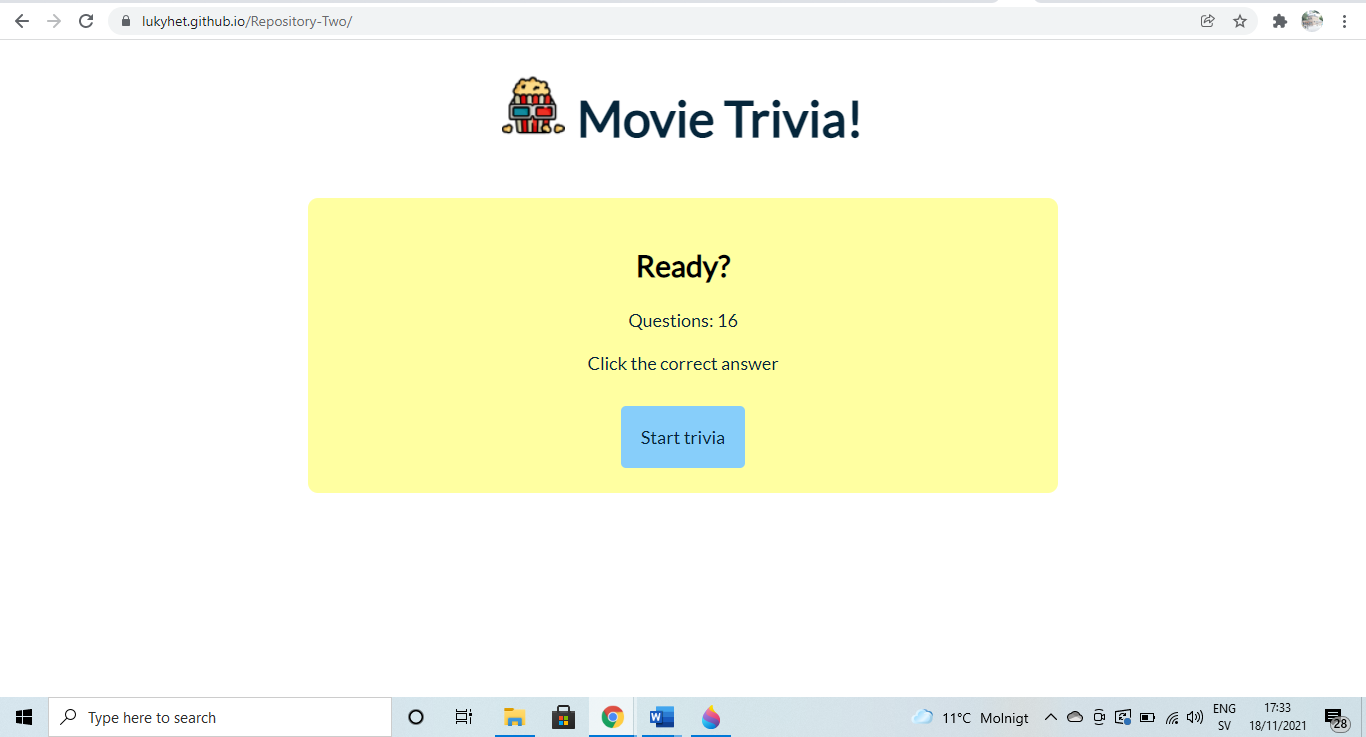 lukyhet.github.io/Repository-Two/
Movie Trivia!
Ready?
Questions: 16
Click the correct answer
Start trivia
Type here to search
11°C Molnigt
ENG
SV
17:33
18/11/2021
28